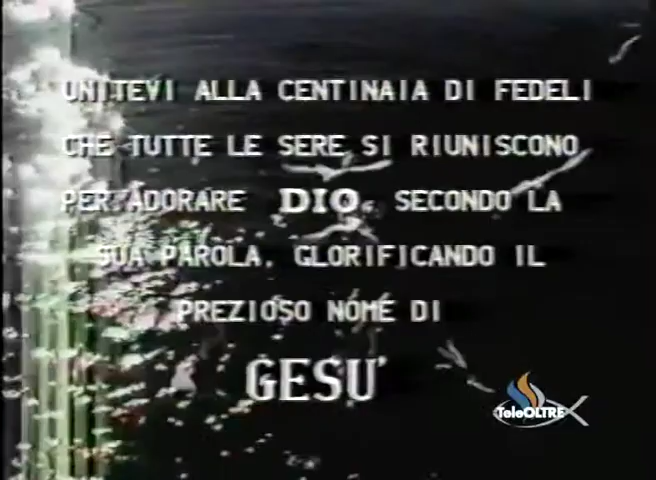 UNITEVI ALLA CENTINAIA DI FEDELI
CHE TUTTE LE SERE SI RIUNISCONO
PER ADORARE DIO SECONDO LA
SUA PAROLA. GLORIFICANDO IL
PREZIOSO NOME DI
GESU'
TeleOLTRE